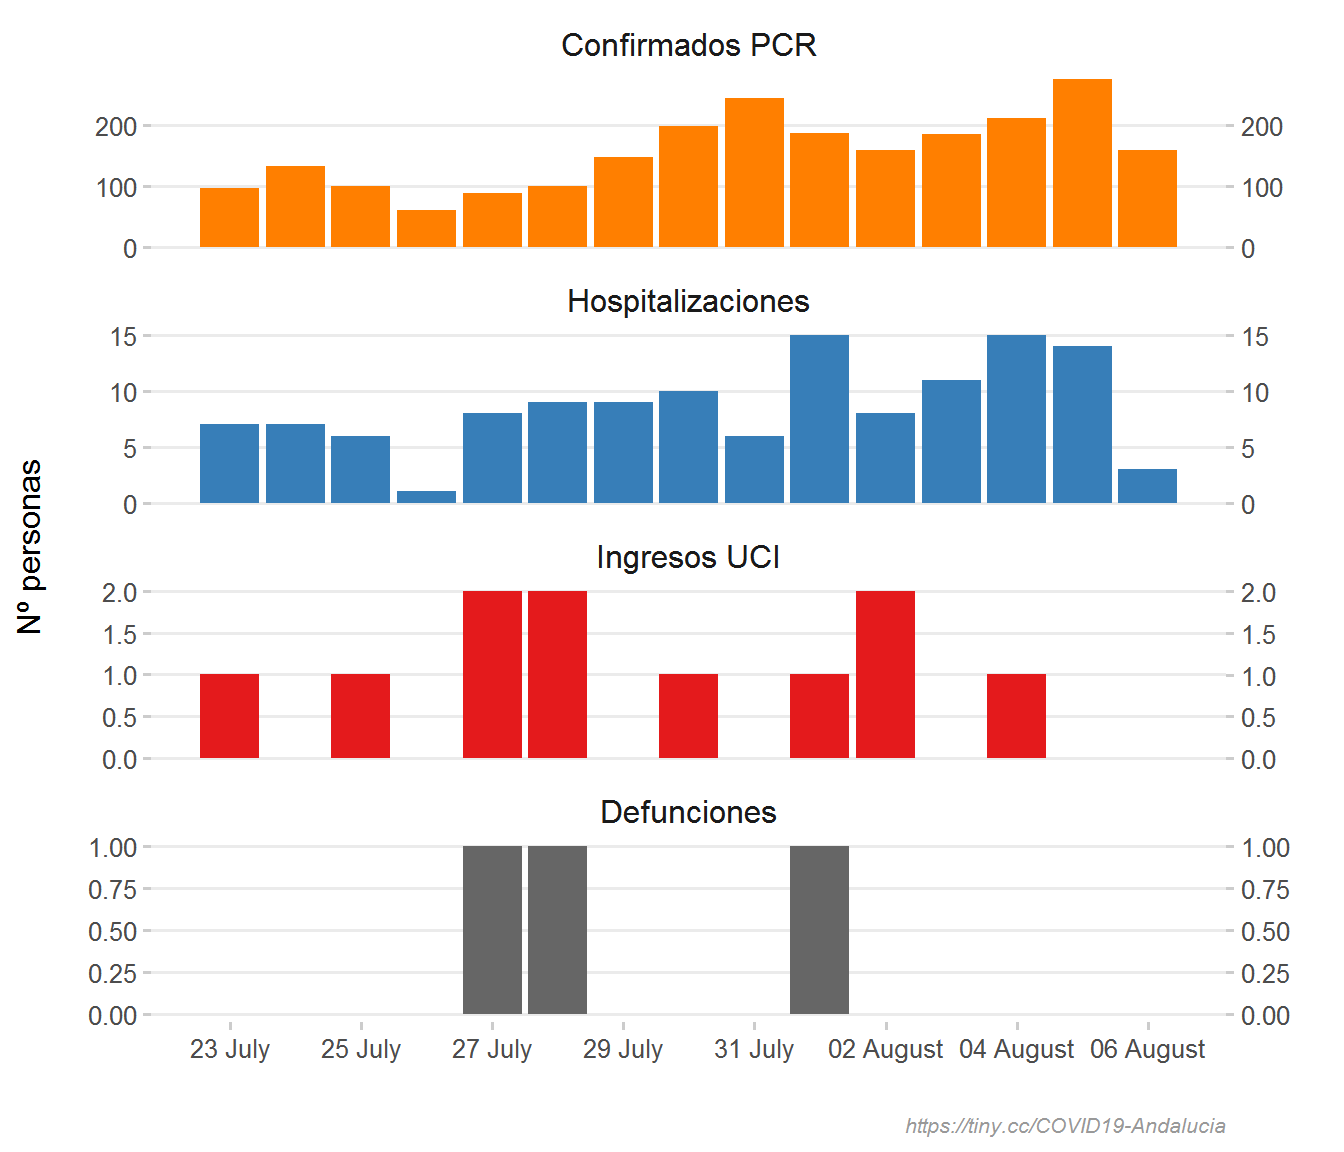 Confirmados PCR
200 200
100 100
0 0
Hospitalizaciones
15 15
10 10
5 5
0 0
Nº personas
Ingresos UCI
2.0 2.0
1.5 1.5
1.0 1.0
0.5 0.5
0.0 0.0
Defunciones
1.00 1.00
0.75 0.75
0.50 0.50
0.25 0.25
0.00 0.00
23 July 25 July 27 July 29 July 31 July 02 August 04 August 06 August
https://tiny.cc/COVID19-Andalucia